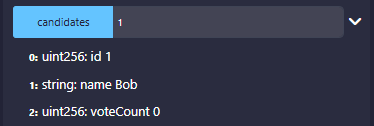 candidates 1
0: uint256: id 1
1: string: name Bob
2: uint256: voteCount 0